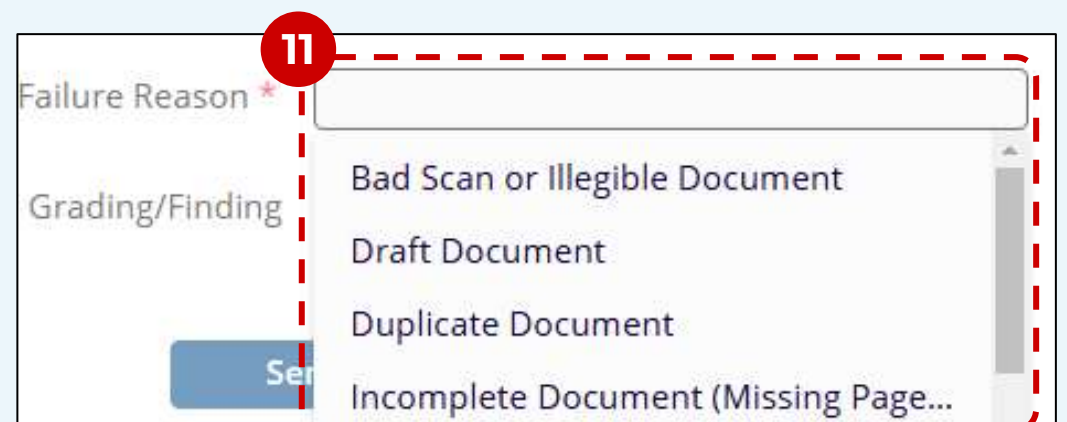 11
Failure Reason *
Bad Scan or Illegible Document
Grading/Finding
Draft Document
Duplicate Document
Incomplete Document (Missing Page...